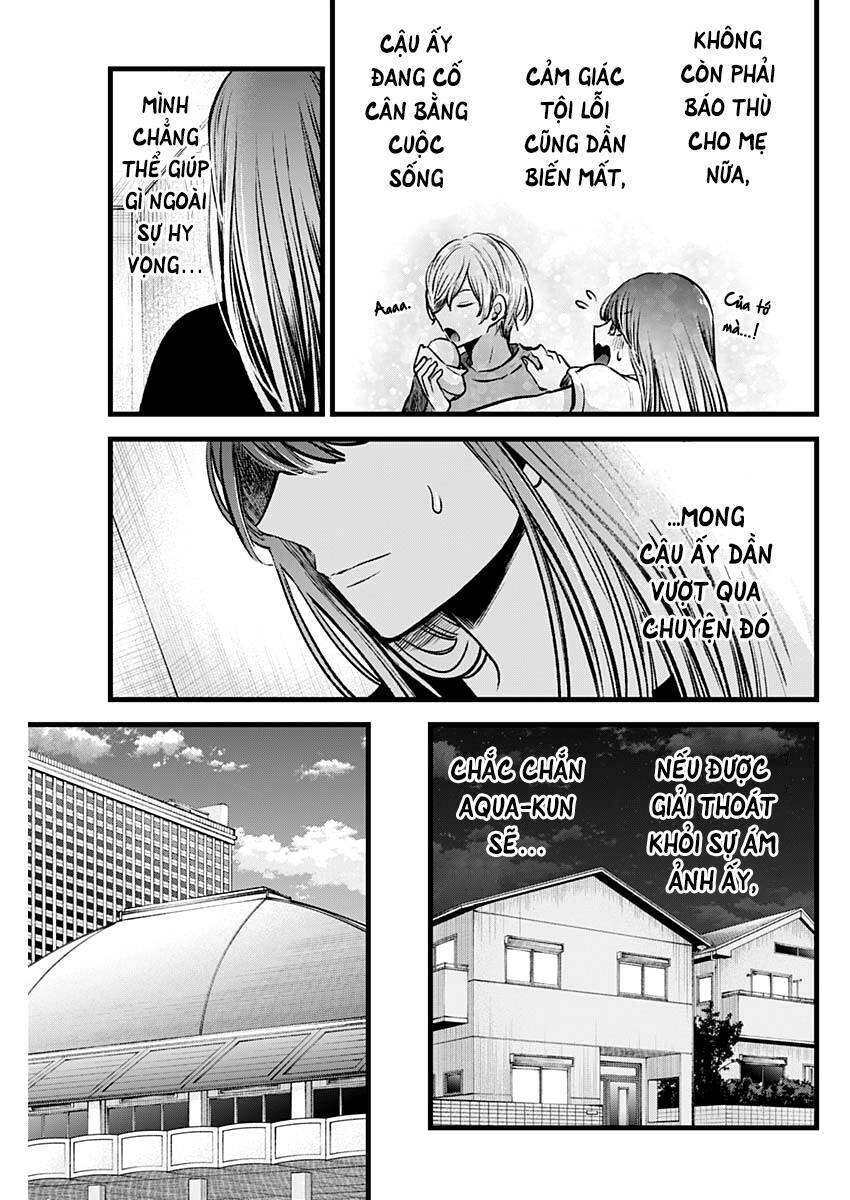 KHÔNG
CÒN PHẢI
BÁO THÙ
CHO MẸ
NỮA,
CẢM GIÁC
TỘI LỖI
CŨNG DẦN
BIẾN MẤT,
CẬU ẤY
ĐANG CỐ
CÂN BẰNG
CUỘC
SỐNG
Của tớ
mà...!
Aaaa.
MÌNH
CHẲNG
THỂ GIÚP
GÌ NGOÀI
SỰ HY
VỌNG...
...MONG
CẬU ẤY DẦN
VƯỢT QUA
CHUYỆN ĐÓ
NẾU ĐƯỢC
GIẢI THOÁT
KHỎI SỰ ÁM
ẢNH ẤY,
CHẮC CHẮN
AQUA-KUN
SẼ...